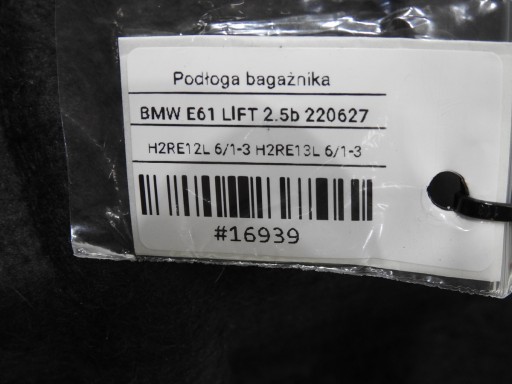 Podłoga bagażnika
BMW E61 LIFT 2.5b 220627
H2RE12L 6/1-3 H2RE13L 6/1-3
#16939